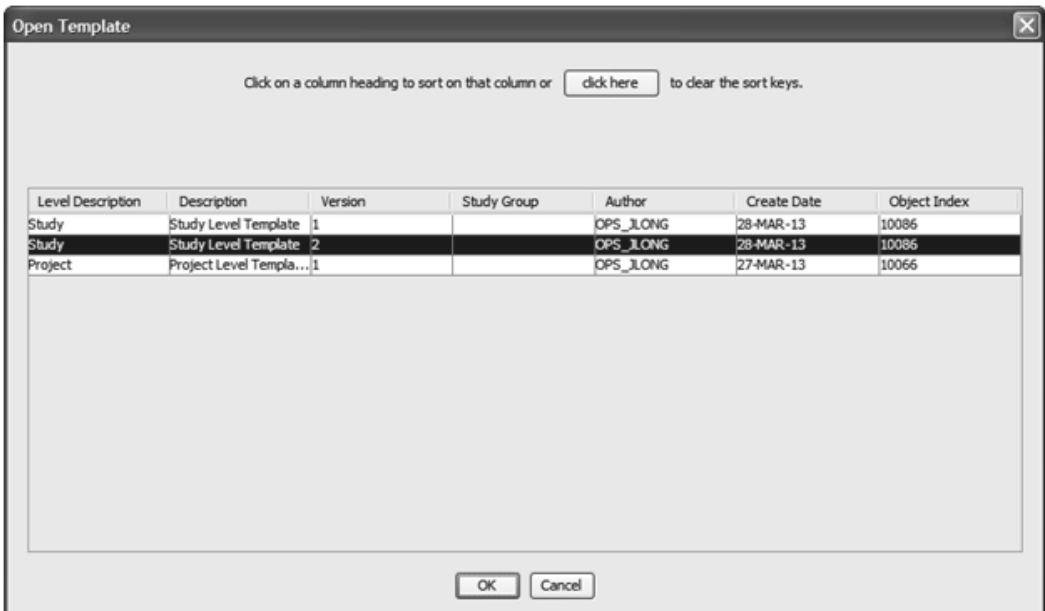 Open Template
Click on a column heading to sort on that column or click here to clear the sort keys.
Level Description Description Version Study Group Author Create Date Object Index
Study Study Level Template 1 OPS_JLONG 28-MAR-13 10086
Study Study Level Template 2 OPS_JLONG 28-MAR-13 10086
Project Project Level Templa... 1 OPS_JLONG 27-MAR-13 10066
OK Cancel